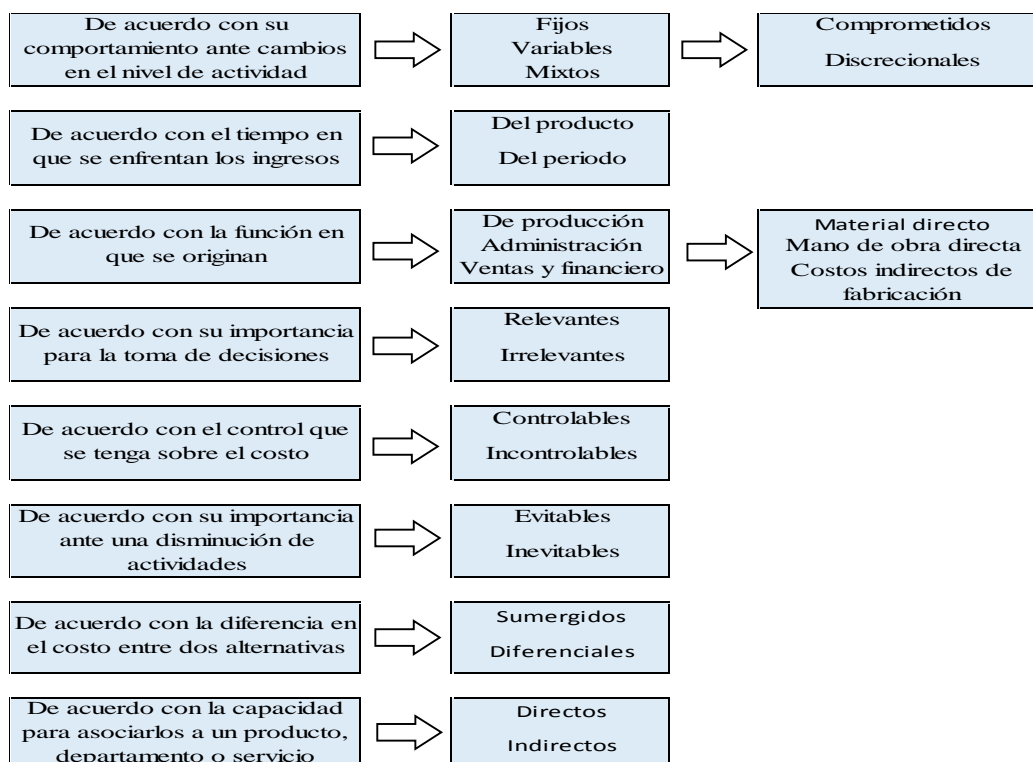 De acuerdo con su
comportamiento ante cambios
en el nivel de actividad
Fijos
Variables
Mixtos
Comprometidos
Discrecionales
De acuerdo con el tiempo en
que se enfrentan los ingresos
Del producto
Del periodo
De acuerdo con la función en
que se originan
De producción
Administración
Ventas y financiero
Material directo
Mano de obra directa
Costos indirectos de
fabricación
De acuerdo con su importancia
para la toma de decisiones
Relevantes
Irrelevantes
De acuerdo con el control que
se tenga sobre el costo
Controlables
Incontrolables
De acuerdo con su importancia
ante una disminución de
actividades
Evitables
Inevitables
De acuerdo con la diferencia en
el costo entre dos alternativas
Sumergidos
Diferenciales
De acuerdo con la capacidad
para asociarlos a un producto,
departamento o servicio
Directos
Indirectos